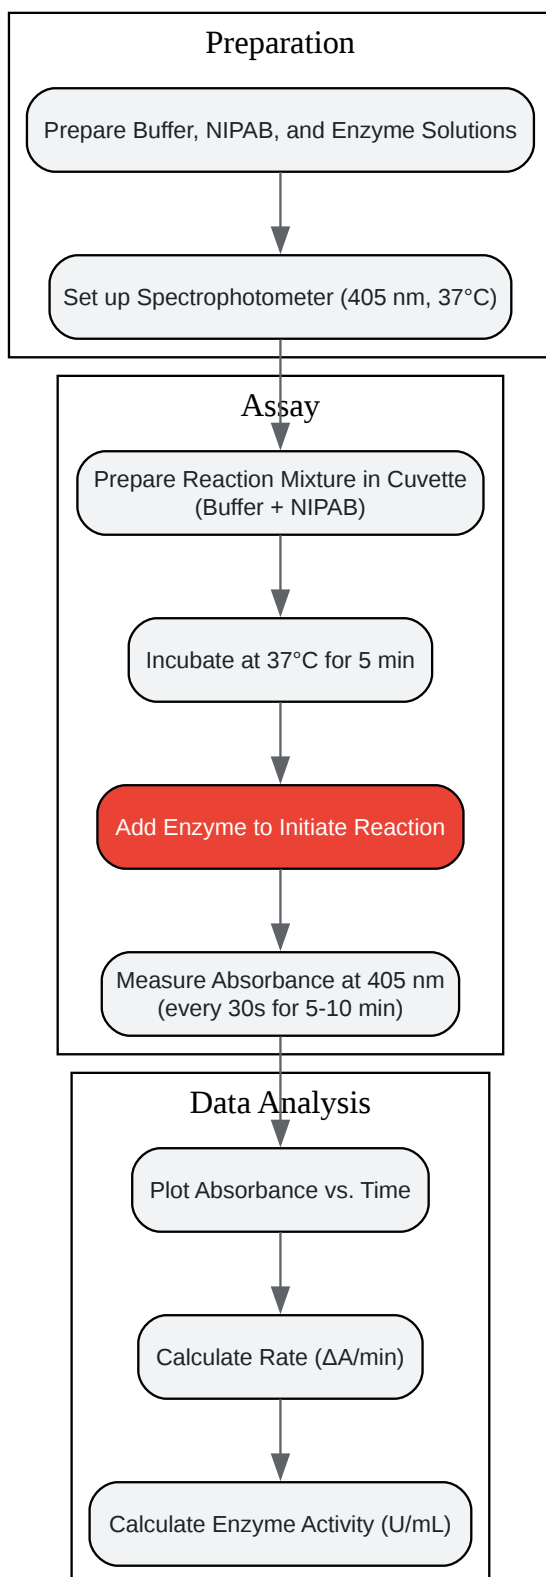 Preparation
Prepare Buffer, NIPAB, and Enzyme Solutions
Set up Spectrophotometer (405 nm, 37°C)
Assay
Prepare Reaction Mixture in Cuvette
(Buffer + NIPAB)
Incubate at 37°C for 5 min
Add Enzyme to Initiate Reaction
Measure Absorbance at 405 nm
(every 30s for 5-10 min)
Data Analysis
Plot Absorbance vs. Time
Calculate Rate (ΔA/min)
Calculate Enzyme Activity (U/mL)